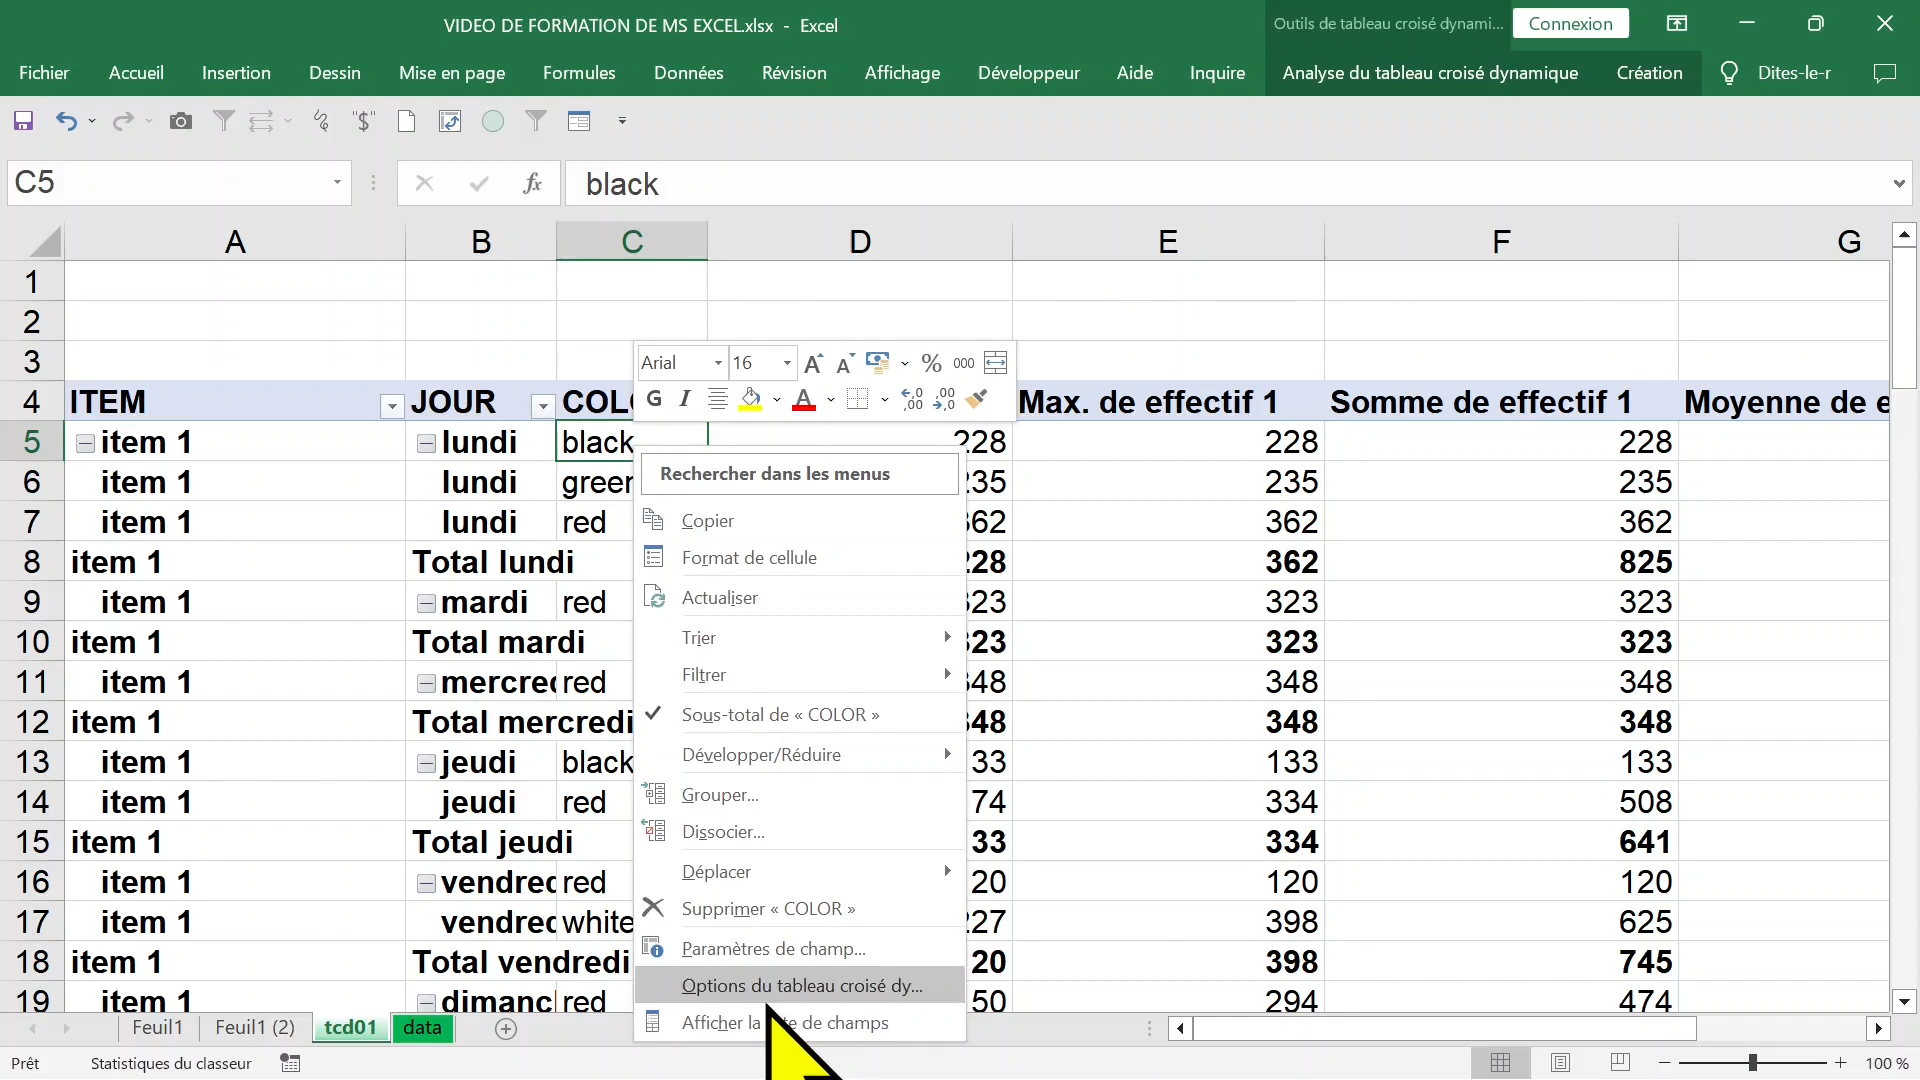 VIDEO DE FORMATION DE MS EXCEL.xlsx - Excel
Outils de tableau croisé dynami...
Connexion
Fichier Accueil Insertion Dessin Mise en page Formules Données Révision Affichage Développeur Aide Inquire Analyse du tableau croisé dynamique Création Dites-le-r
"$"
C5 fx black
A B C D E F G
1
2
3
Arial 16 A A % 000
G I A
4 ITEM JOUR Max. de effectif 1 Somme de effectif 1 Moyenne de e
5 item 1 lundi black 228 228 228
Rechercher dans les menus
6 item 1 lundi green 235 235
7 item 1 lundi red 362 362
Copier
8 item 1 Total lundi 362 825
Format de cellule
9 item 1 mardi red 323 323
Actualiser
10 item 1 Total mardi 323 323
Trier
11 item 1 red 348 348
Filtrer
12 item 1 Total mercredi 348 348
Sous-total de « COLOR »
13 item 1 jeudi black 133 133
Développer/Réduire
14 item 1 jeudi red 334 508
Grouper...
15 item 1 Total jeudi 334 641
Dissocier...
16 item 1 red 120 120
Déplacer
17 item 1 white 398 625
Supprimer « COLOR »
18 item 1 Total vendredi 398 745
Paramètres de champ...
19 item 1 red 294 474
Options du tableau croisé dy...
Afficher la de champs
Feuil1 Feuil1 (2) tcd01 data
Prêt Statistiques du classeur 100 %